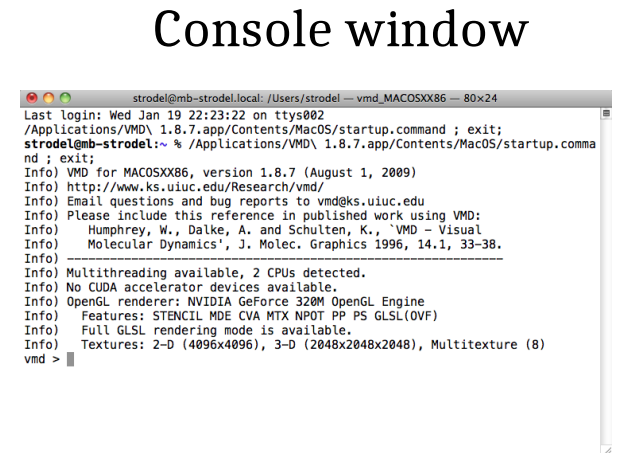 Console window
strodel@mb-strodel.local: /Users/strodel — vmd_MACOSXX86 — 80×24
Last login: Wed Jan 19 22:23:22 on ttys002
/Applications/VMD\ 1.8.7.app/Contents/MacOS/startup.command ; exit;
strodel@mb-strodel:~ % /Applications/VMD\ 1.8.7.app/Contents/MacOS/startup.comma
nd ; exit;
Info) VMD for MACOSXX86, version 1.8.7 (August 1, 2009)
Info) http://www.ks.uiuc.edu/Research/vmd/
Info) Email questions and bug reports to vmd@ks.uiuc.edu
Info) Please include this reference in published work using VMD:
Info)    Humphrey, W., Dalke, A. and Schulten, K., `VMD - Visual
Info)    Molecular Dynamics', J. Molec. Graphics 1996, 14.1, 33-38.
Info) -------------------------------------------------------------
Info) Multithreading available, 2 CPUs detected.
Info) No CUDA accelerator devices available.
Info) OpenGL renderer: NVIDIA GeForce 320M OpenGL Engine
Info)   Features: STENCIL MDE CVA MTX NPOT PP PS GLSL(OVF)
Info)   Full GLSL rendering mode is available.
Info)   Textures: 2-D (4096x4096), 3-D (2048x2048x2048), Multitexture (8)
vmd >